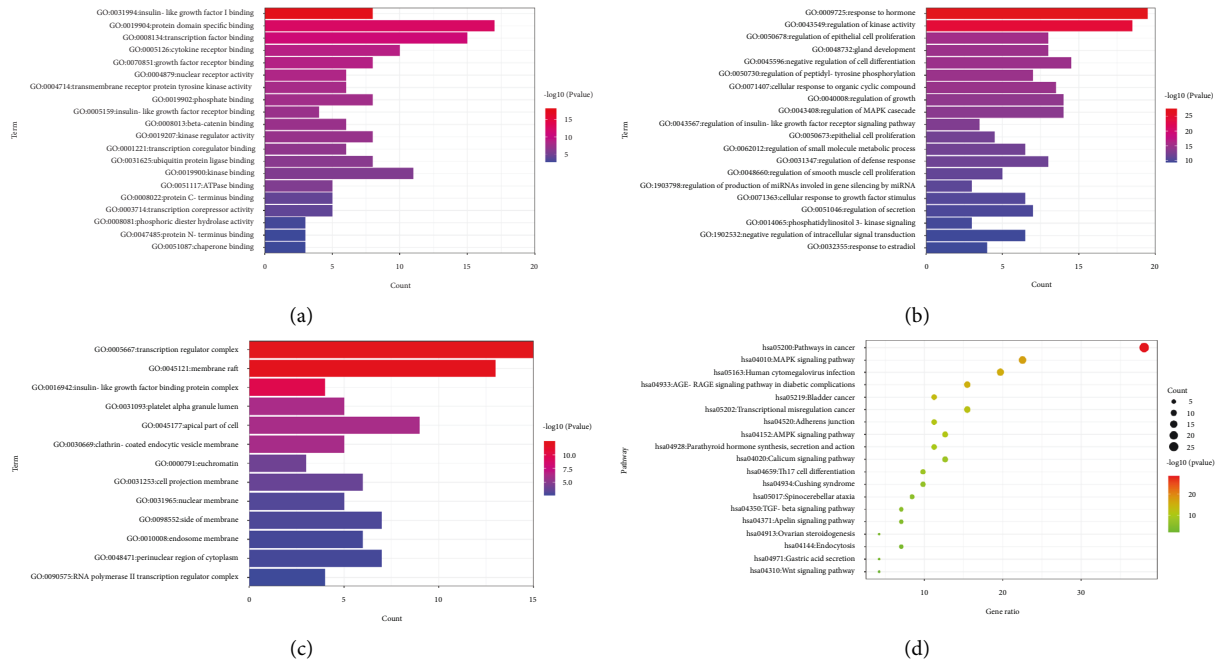 GO:0031994:insulin- like growth factor I binding
GO:0019904:protein domain specific binding
GO:0008134:transcription factor binding
GO:0005126:cytokine receptor binding
GO:0070851:growth factor receptor binding
GO:0004879:nuclear receptor activity
GO:0004714:transmembrane receptor protein tyrosine kinase activity
GO:0019902:phosphate binding
GO:0005159:insulin- like growth factor receptor binding
GO:0008013:beta-catenin binding
GO:0019207:kinase regulator activity
GO:0001221:transcription coregulator binding
GO:0031625:ubiquitin protein ligase binding
GO:0019900:kinase binding
GO:0051117:ATPase binding
GO:0008022:protein C- terminus binding
GO:0003714:transcription corepressor activity
GO:0008081:phosphoric diester hydrolase activity
GO:0047485:protein N- terminus binding
GO:0051087:chaperone binding
Term
0 5 10 15 20
Count
-log10 (Pvalue)
15
10
5
(a)
GO:0009725:response to hormone
GO:0043549:regulation of kinase activity
GO:0050678:regulation of epithelial cell proliferation
GO:0048732:gland development
GO:0045596:negative regulation of cell differentiation
GO:0050730:regulation of peptidyl- tyrosine phosphorylation
GO:0071407:cellular response to organic cyclic compound
GO:0040008:regulation of growth
GO:0043408:regulation of MAPK cascade
GO:0043567:regulation of insulin- like growth factor receptor signaling pathway
GO:0050673:epithelial cell proliferation
GO:0062012:regulation of small molecule metabolic process
GO:0031347:regulation of defense response
GO:0048660:regulation of smooth muscle cell proliferation
GO:1903798:regulation of production of miRNAs involed in gene silencing by miRNA
GO:0071363:cellular response to growth factor stimulus
GO:0051046:regulation of secretion
GO:0014065:phosphatidylinositol 3- kinase signaling
GO:1902532:negative regulation of intracellular signal transduction
GO:0032355:response to estradiol
Term
0 5 15 20
Count
-log10 (Pvalue)
25
20
15
10
(b)
GO:0005667:transcription regulator complex
GO:0045121:membrane raft
GO:0016942:insulin- like growth factor binding protein complex
GO:0031093:platelet alpha granule lumen
GO:0045177:apical part of cell
GO:0030669:clathrin- coated endocytic vesicle membrane
GO:0000791:euchromatin
GO:0031253:cell projection membrane
GO:0031965:nuclear membrane
GO:0098552:side of membrane
GO:0010008:endosome membrane
GO:0048471:perinuclear region of cytoplasm
GO:0090575:RNA polymerase II transcription regulator complex
Term
0 5 10 15
Count
-log10 (Pvalue)
10.0
7.5
5.0
(c)
hsa05200:Pathways in cancer
hsa04010:MAPK signaling pathway
hsa05163:Human cytomegalovirus infection
hsa04933:AGE- RAGE signaling pathway in diabetic complications
hsa05219:Bladder cancer
hsa05202:Transcriptional misregulation cancer
hsa04520:Adherens junction
hsa04152:AMPK signaling pathway
hsa04928:Parathyroid hormone synthesis, secretion and action
hsa04020:Calicum signaling pathway
hsa04659:Th17 cell differentiation
hsa04934:Cushing syndrome
hsa05017:Spinocerebellar ataxia
hsa04350:TGF- beta signaling pathway
hsa04371:Apelin signaling pathway
hsa04913:Ovarian steroidogenesis
hsa04144:Endocytosis
hsa04971:Gastric acid secretion
hsa04310:Wnt signaling pathway
Pathway
10 20 30
Gene ratio
Count
5
10
15
20
25
-log10 (pvalue)
20
10
(d)